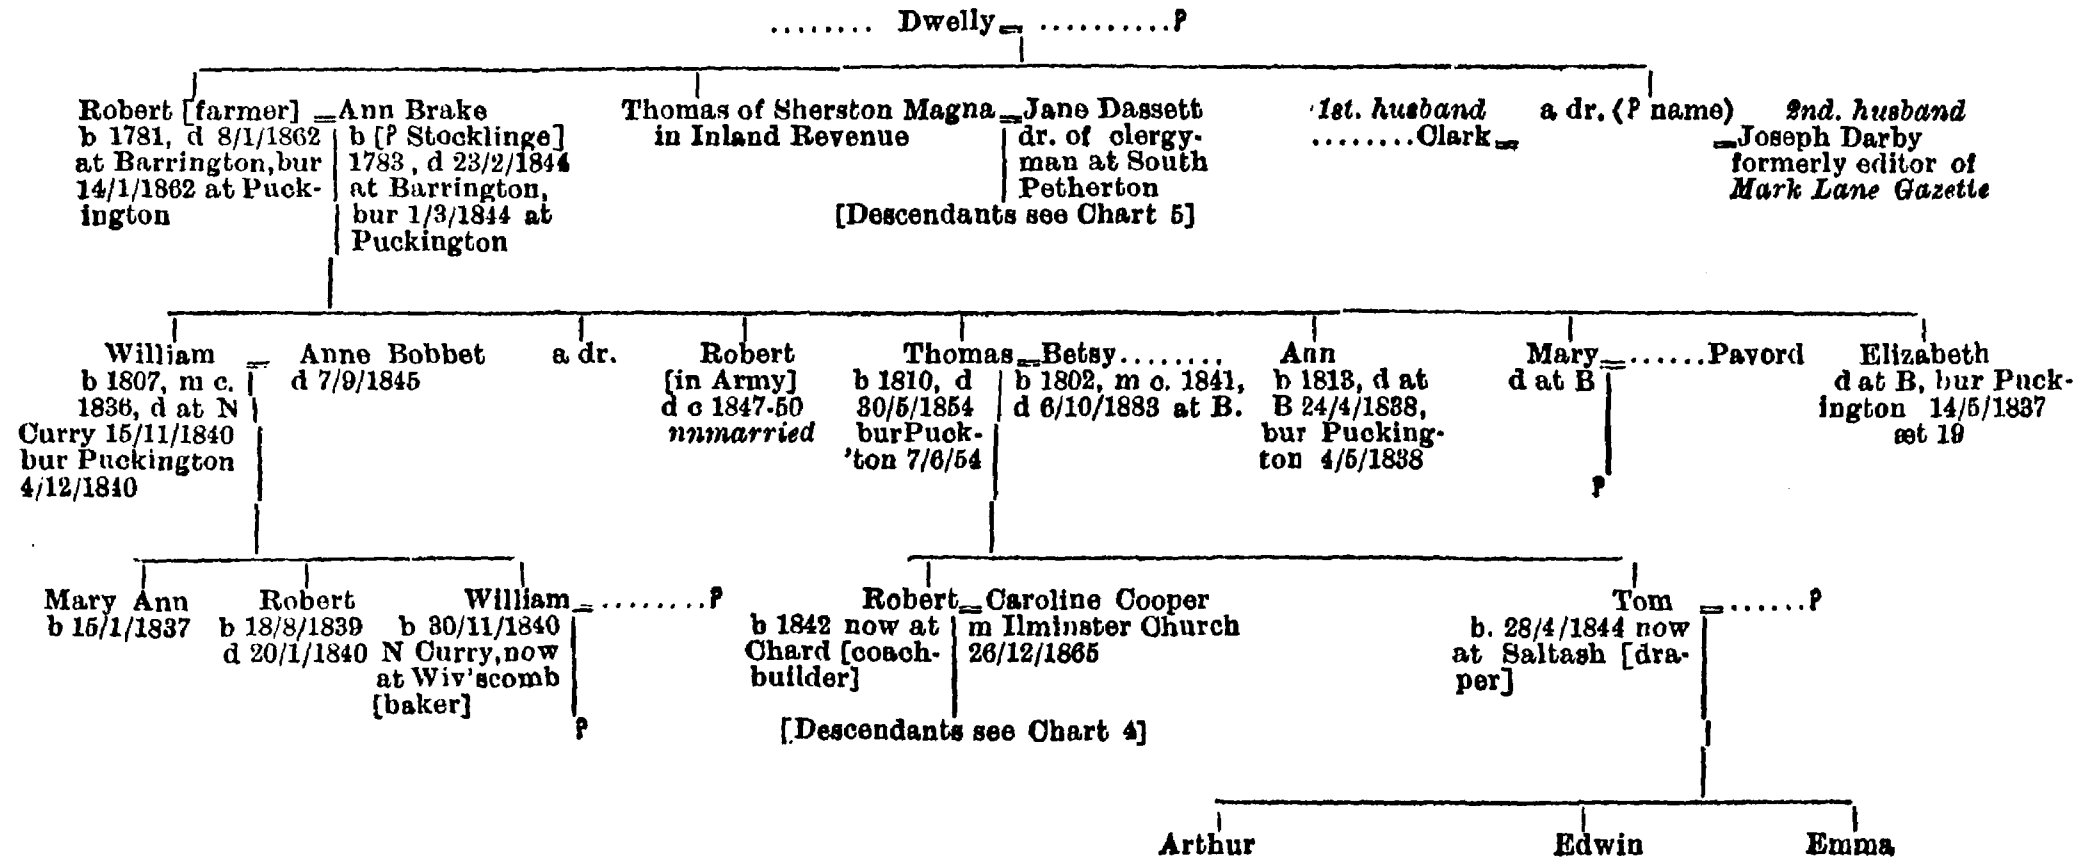 ........ Dwelly = ..........?
Robert [farmer] = Ann Brake
b 1781, d 8/1/1862
at Barrington, bur
14/1/1862 at Puck-
ington
b [? Stocklinge]
1783, d 23/2/1844
at Barrington,
bur 1/3/1844 at
Puckington
Thomas of Sherston Magna = Jane Dassett
in Inland Revenue
dr. of clergy-
man at South
Petherton
[Descendants see Chart 5]
1st. husband
........Clark =
a dr. (? name)
2nd. husband
= Joseph Darby
formerly editor of
Mark Lane Gazette
William = Anne Bobbet
b 1807, m c.
1836, d at N
Curry 15/11/1840
bur Puckington
4/12/1840
d 7/9/1845
a dr.
Robert
[in Army]
d c 1847-50
nnmarried
Thomas = Betsy........
b 1810, d
30/5/1854
bur Puck-
'ton 7/6/54
b 1802, m c. 1841,
d 6/10/1883 at B.
Ann
b 1813, d at
B 24/4/1838,
bur Pucking-
ton 4/5/1838
Mary = ......Pavord
d at B
?
Elizabeth
d at B, bur Puck-
ington 14/5/1837
æt 19
Mary Ann
b 15/1/1837
Robert
b 18/8/1839
d 20/1/1840
William = ........?
b 30/11/1840
N Curry, now
at Wiv'scomb
[baker]
?
Robert = Caroline Cooper
b 1842 now at
Chard [coach-
builder]
m Ilminster Church
26/12/1865
[Descendants see Chart 4]
Tom = ......?
b. 28/4/1844 now
at Saltash [dra-
per]
Arthur
Edwin
Emma